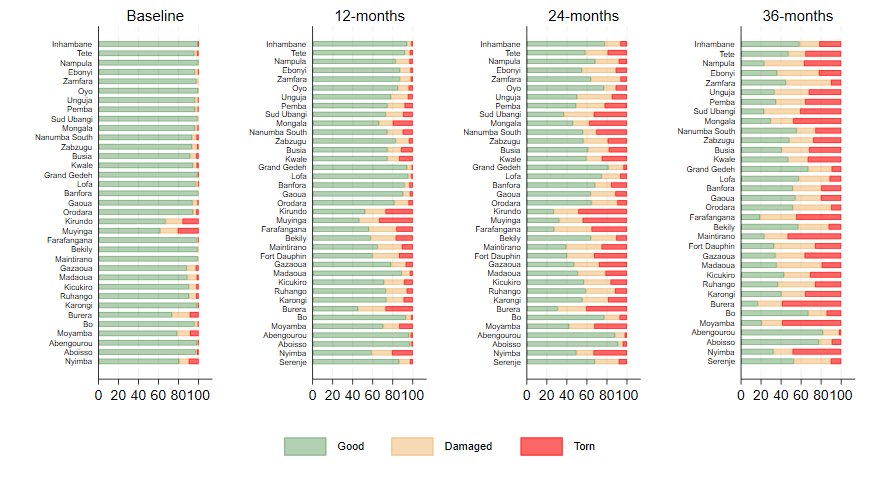 Baseline
Inhambane
Tete
Nampula
Ebonyi
Zamfara
Oyo
Unguja
Pemba
Sud Ubangi
Mongala
Nanumba South
Zabzugu
Busia
Kwale
Grand Gedeh
Lofa
Banfora
Gaoua
Orodara
Kirundo
Muyinga
Farafangana
Bekily
Maintirano
Gazaoua
Madaoua
Kicukiro
Ruhango
Karongi
Burera
Bo
Moyamba
Abengourou
Aboisso
Nyimba
0 20 40 60 80 100
12-months
Inhambane
Tete
Nampula
Ebonyi
Zamfara
Oyo
Unguja
Pemba
Sud Ubangi
Mongala
Nanumba South
Zabzugu
Busia
Kwale
Grand Gedeh
Lofa
Banfora
Gaoua
Orodara
Kirundo
Muyinga
Farafangana
Bekily
Maintirano
Fort Dauphin
Gazaoua
Madaoua
Kicukiro
Ruhango
Karongi
Burera
Bo
Moyamba
Abengourou
Aboisso
Nyimba
Serenje
0 20 40 60 80 100
24-months
Inhambane
Tete
Nampula
Ebonyi
Zamfara
Oyo
Unguja
Pemba
Sud Ubangi
Mongala
Nanumba South
Zabzugu
Busia
Kwale
Grand Gedeh
Lofa
Banfora
Gaoua
Orodara
Kirundo
Muyinga
Farafangana
Bekily
Maintirano
Fort Dauphin
Gazaoua
Madaoua
Kicukiro
Ruhango
Karongi
Burera
Bo
Moyamba
Abengourou
Aboisso
Nyimba
Serenje
0 20 40 60 80 100
36-months
Inhambane
Tete
Nampula
Ebonyi
Zamfara
Unguja
Pemba
Sud Ubangi
Mongala
Nanumba South
Zabzugu
Busia
Kwale
Grand Gedeh
Lofa
Banfora
Gaoua
Orodara
Farafangana
Bekily
Maintirano
Fort Dauphin
Gazaoua
Madaoua
Kicukiro
Ruhango
Karongi
Burera
Bo
Moyamba
Abengourou
Aboisso
Nyimba
Serenje
0 20 40 60 80 100
Good Damaged Torn